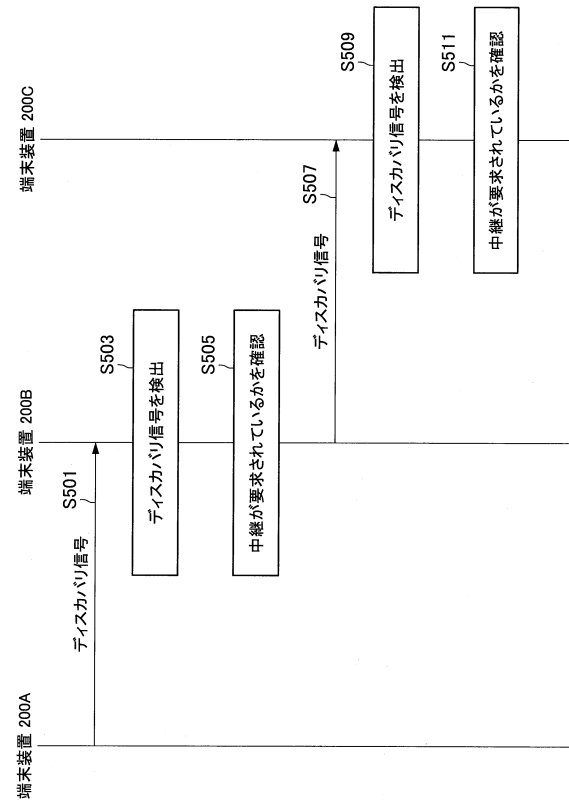 端末装置 200A
端末装置 200B
端末装置 200C
ディスカバリ信号
S501
S503
ディスカバリ信号を検出
S505
中継が要求されているかを確認
ディスカバリ信号
S507
S509
ディスカバリ信号を検出
S511
中継が要求されているかを確認